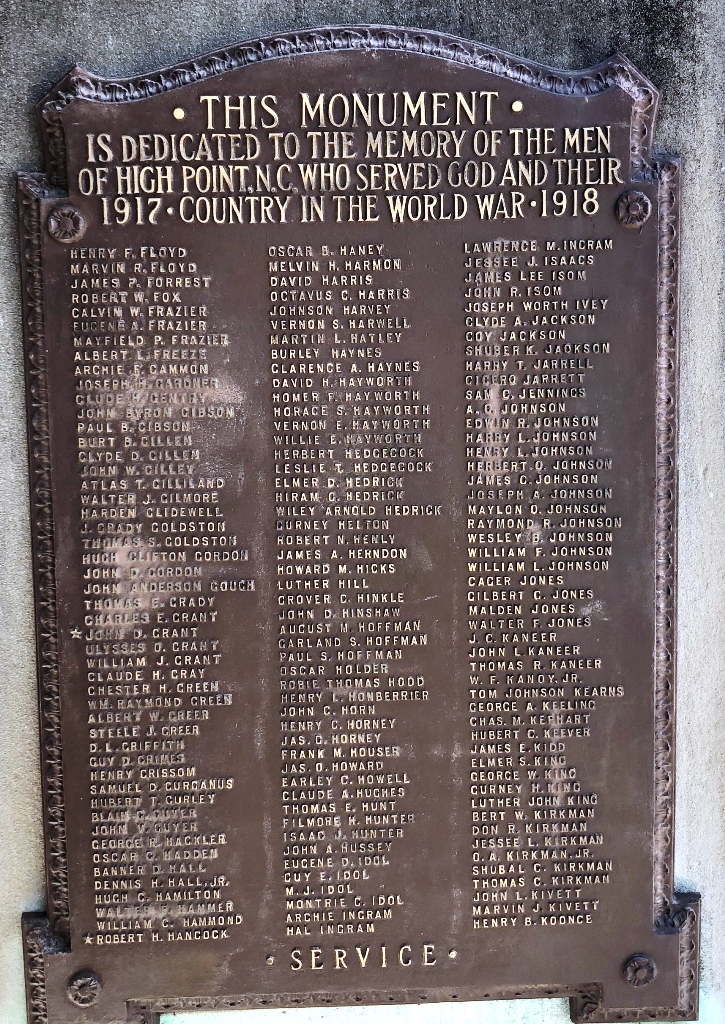 • THIS MONUMENT •
IS DEDICATED TO THE MEMORY OF THE MEN
OF HIGH POINT, N.C. WHO SERVED GOD AND THEIR
1917 • COUNTRY IN THE WORLD WAR • 1918
HENRY F. FLOYD
MARVIN R. FLOYD
JAMES P. FORREST
ROBERT W. FOX
CALVIN W. FRAZIER
EUGENE A. FRAZIER
MAYFIELD P. FRAZIER
ALBERT L. FREEZE
ARCHIE F. GAMMON
JOSEPH H. GARDNER
CLUDE H. GENTRY
JOHN BYROM GIBSON
PAUL B. GIBSON
BURT B. GILLEN
CLYDE D. GILLEN
JOHN W. GILLEY
ATLAS T. GILLILAND
WALTER J. GILMORE
HARDEN GLIDEWELL
J. GRADY GOLDSTON
THOMAS S. GOLDSTON
HUGH CLIFTON GORDON
JOHN D. GORDON
JOHN ANDERSON GOUGH
THOMAS E. GRADY
CHARLES E. GRANT
★ JOHN D. GRANT
ULYSSES O. GRANT
WILLIAM J. GRANT
CLAUDE H. GRAY
CHESTER H. GREEN
WM. RAYMOND GREEN
ALBERT W. GREER
STEELE J. GREER
D. L. GRIFFITH
GUY D. GRIMES
HENRY GRISSOM
SAMUEL D. GURGANUS
HUBERT T. GURLEY
BLAIN C. GUYER
JOHN V. GUYER
GEORGE R. HACKLER
OSCAR C. HADDEN
BANNER D. HALL
DENNIS H. HALL, JR.
HUGH C. HAMILTON
WALTER HAMMER
WILLIAM C. HAMMOND
★ ROBERT H. HANCOCK
OSCAR B. HANEY
MELVIN H. HARMON
DAVID HARRIS
OCTAVUS C. HARRIS
JOHNSON HARVEY
VERNON S. HARWELL
MARTIN L. HATLEY
BURLEY HAYNES
CLARENCE A. HAYNES
DAVID H. HAYWORTH
HOMER F. HAYWORTH
HORACE S. HAYWORTH
VERNON E. HAYWORTH
WILLIE E. HAYWORTH
HERBERT HEDGECOCK
LESLIE T. HEDGECOCK
ELMER D. HEDRICK
HIRAM C. HEDRICK
WILEY ARNOLD HEDRICK
GURNEY HELTON
ROBERT N. HENLY
JAMES A. HERNDON
HOWARD M. HICKS
LUTHER HILL
GROVER C. HINKLE
JOHN D. HINSHAW
AUGUST M. HOFFMAN
GARLAND S. HOFFMAN
PAUL S. HOFFMAN
OSCAR HOLDER
ROBIE THOMAS HOOD
HENRY L. HONBERRIER
JOHN C. HORN
HENRY C. HORNEY
JAS. C. HORNEY
FRANK M. HOUSER
JAS. O. HOWARD
EARLEY C. HOWELL
CLAUDE A. HUGHES
THOMAS E. HUNT
FILMORE H. HUNTER
ISAAC J. HUNTER
JOHN A. HUSSEY
EUGENE D. IDOL
GUY E. IDOL
M. J. IDOL
MONTRIE C. IDOL
ARCHIE INGRAM
HAL INGRAM
LAWRENCE M. INGRAM
JESSEE J. ISAACS
JAMES LEE ISOM
JOHN R. ISOM
JOSEPH WORTH IVEY
CLYDE A. JACKSON
COY JACKSON
SHUBER K. JACKSON
HARRY T. JARRELL
CICERO JARRETT
SAM C. JENNINGS
A. C. JOHNSON
EDWIN R. JOHNSON
HARRY L. JOHNSON
HENRY L. JOHNSON
HERBERT O. JOHNSON
JAMES C. JOHNSON
JOSEPH A. JOHNSON
MAYLON O. JOHNSON
RAYMOND R. JOHNSON
WESLEY B. JOHNSON
WILLIAM F. JOHNSON
WILLIAM L. JOHNSON
CAGER JONES
GILBERT C. JONES
MALDEN JONES
WALTER F. JONES
J. C. KANEER
JOHN L. KANEER
THOMAS R. KANEER
W. F. KANOY, JR.
TOM JOHNSON KEARNS
GEORGE A. KEELING
CHAS. M. KEPHART
HUBERT C. KEEVER
JAMES E. KIDD
ELMER S. KING
GEORGE W. KING
GURNEY H. KING
LUTHER JOHN KING
BERT W. KIRKMAN
DON R. KIRKMAN
JESSEE L. KIRKMAN
O. A. KIRKMAN, JR.
SHUBAL C. KIRKMAN
THOMAS C. KIRKMAN
JOHN L. KIVETT
MARVIN J. KIVETT
HENRY B. KOONCE
• SERVICE •